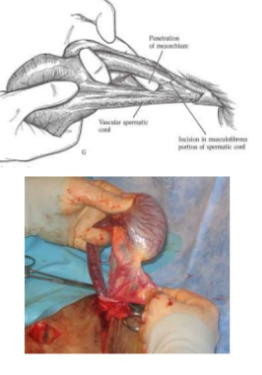 Penetration
of mesorchium
Vascular spermatic
cord
Incision in musculofibrous
portion of spermatic cord
G